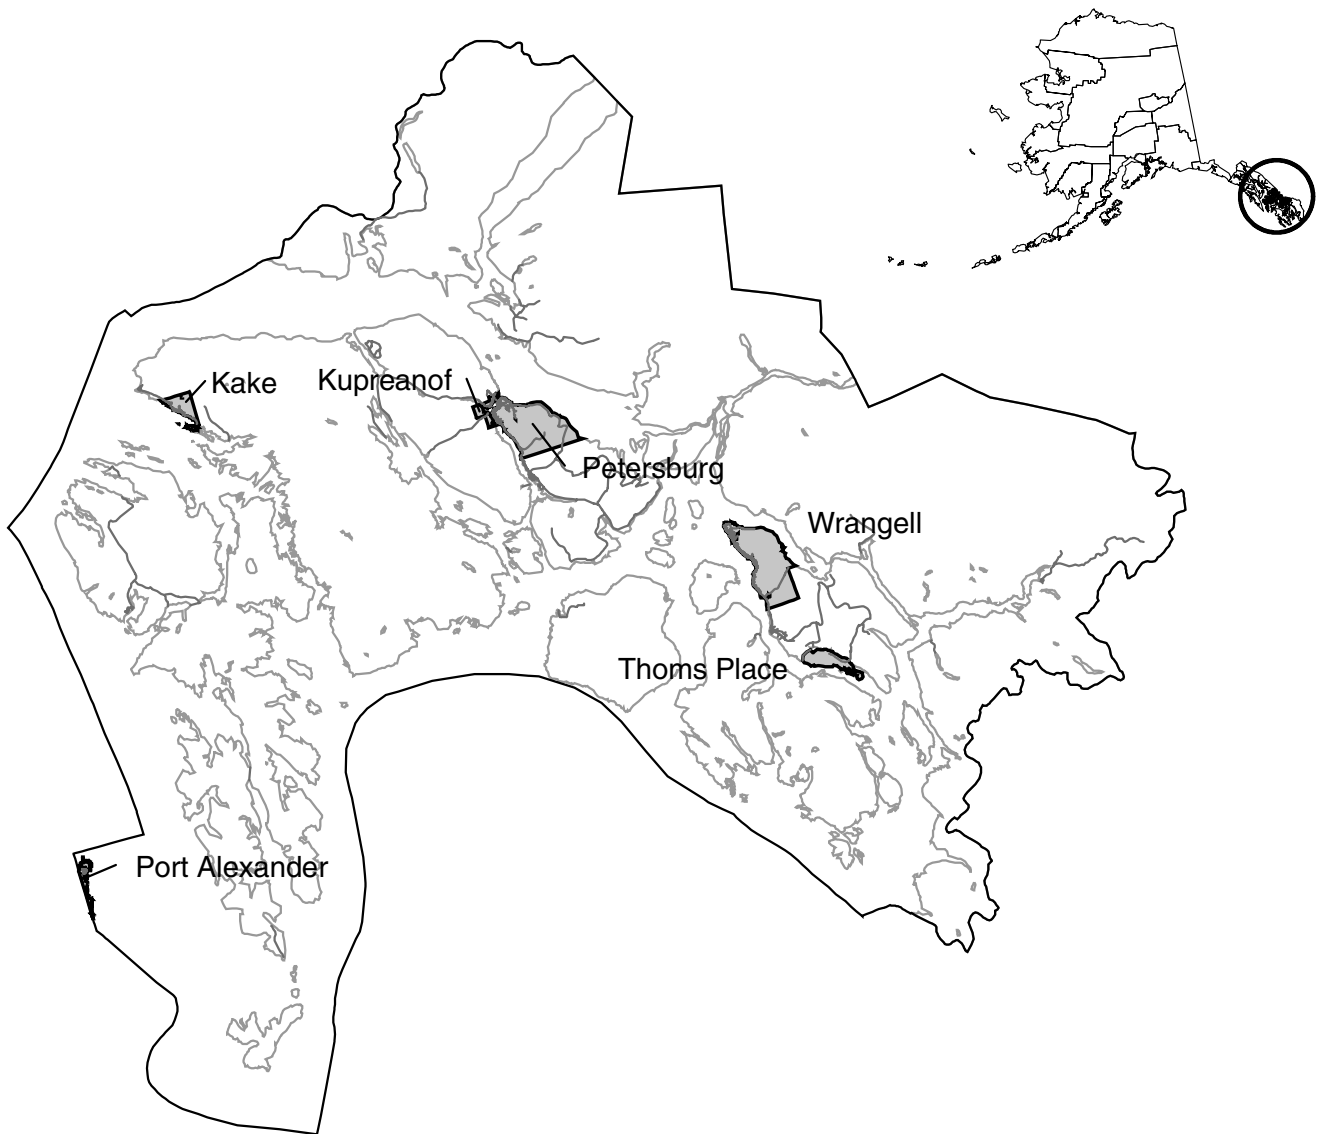 Kake
Kupreanof
Petersburg
Wrangell
Thoms Place
Port Alexander